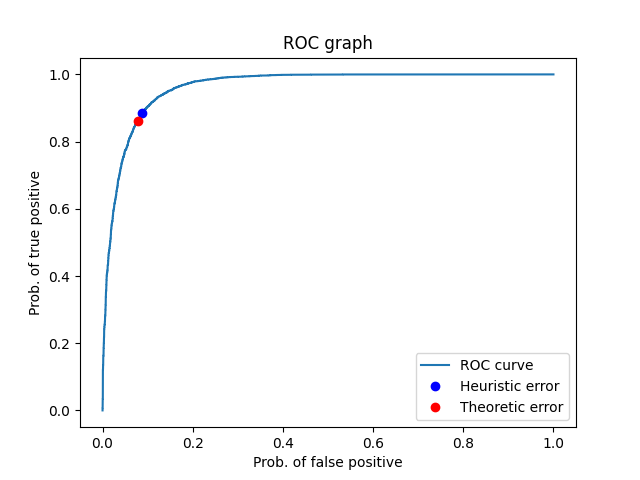 ROC graph
1.0
0.8
0.6
0.4
0.2
0.0
Prob. of true positive
0.0 0.2 0.4 0.6 0.8 1.0
Prob. of false positive
ROC curve
Heuristic error
Theoretic error